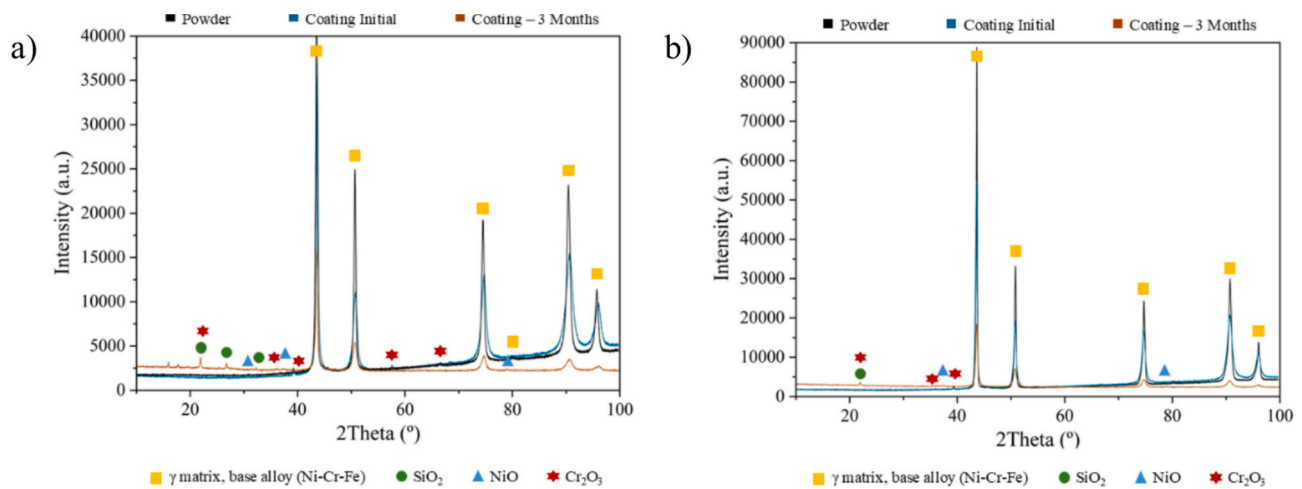 Powder Coating Initial Coating – 3 Months
a)
40000
35000
30000
25000
20000
15000
10000
5000
0
Intensity (a.u.)
20 40 60 80 100
2Theta (º)
γ matrix, base alloy (Ni-Cr-Fe) SiO₂ NiO Cr₂O₃
Powder Coating Initial Coating – 3 Months
b)
90000
80000
70000
60000
50000
40000
30000
20000
10000
0
Intensity (a.u.)
20 40 60 80 100
2Theta (º)
γ matrix, base alloy (Ni-Cr-Fe) SiO₂ NiO Cr₂O₃